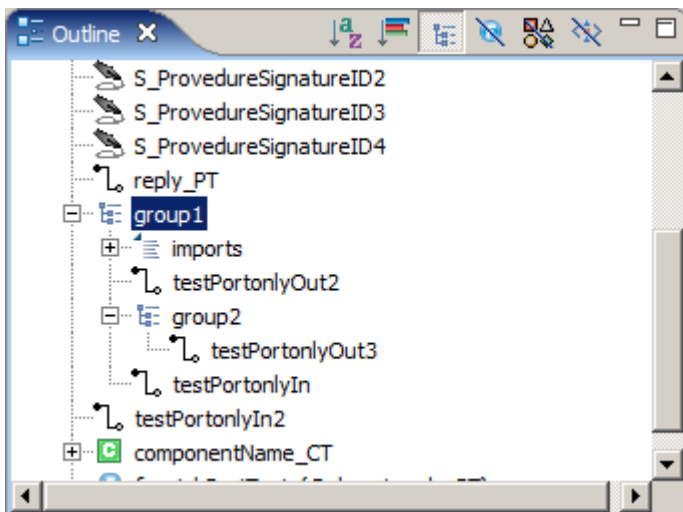 Outline
S_ProvedureSignatureID2
S_ProvedureSignatureID3
S_ProvedureSignatureID4
reply_PT
group1
imports
testPortonlyOut2
group2
testPortonlyOut3
testPortonlyIn
testPortonlyIn2
componentName_CT